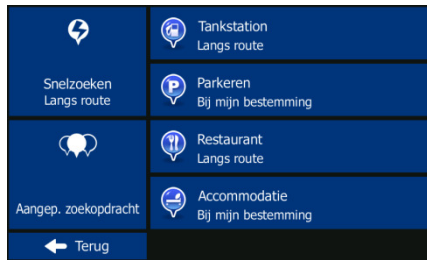 Snelzoeken
Langs route
Aangep. zoekopdracht
Terug
Tankstation
Langs route
P
Parkeren
Bij mijn bestemming
Restaurant
Langs route
Accommodatie
Bij mijn bestemming